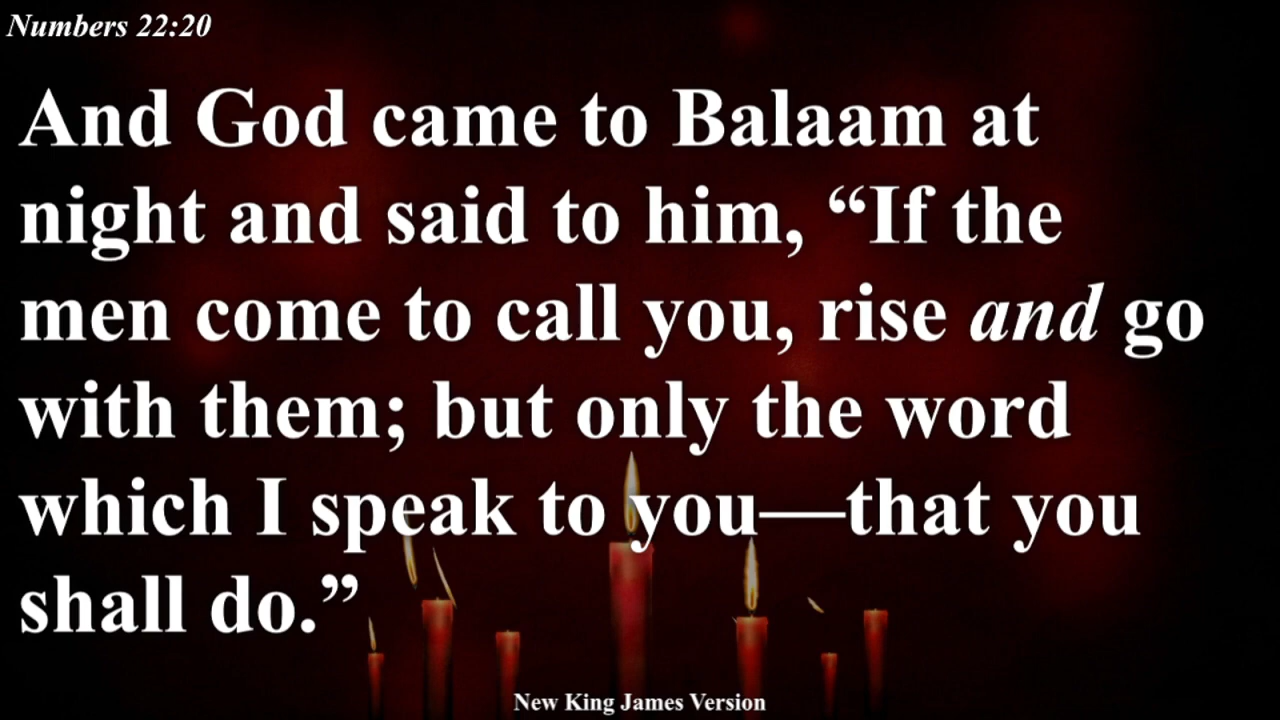 Numbers 22:20
And God came to Balaam at
night and said to him, “If the
men come to call you, rise and go
with them; but only the word
which I speak to you—that you
shall do.”
New King James Version